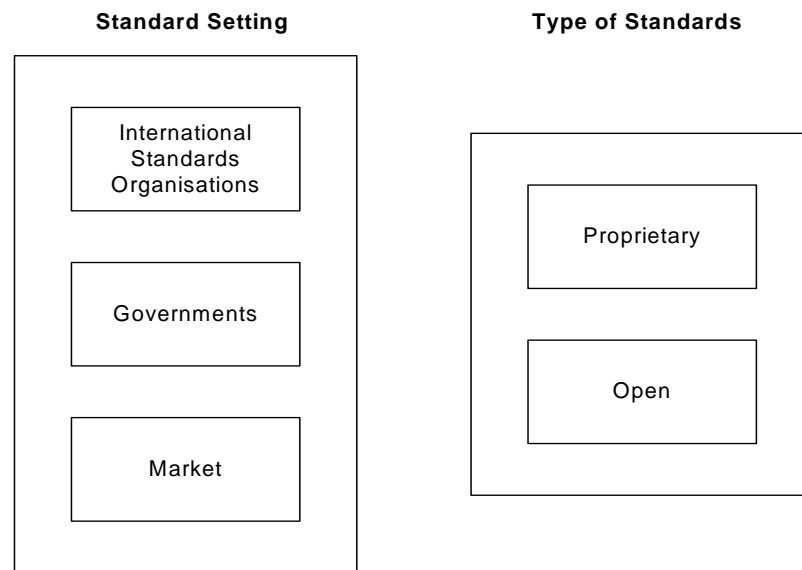 Standard Setting
International
Standards
Organisations
Governments
Market
Type of Standards
Proprietary
Open